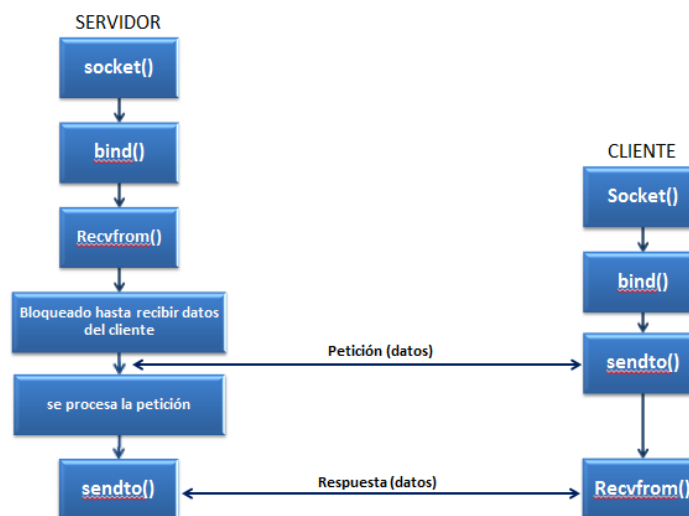 SERVIDOR
socket()
bind()
Recvfrom()
Bloqueado hasta recibir datos
del cliente
se procesa la petición
sendto()
CLIENTE
Socket()
bind()
sendto()
Recvfrom()
Petición (datos)
Respuesta (datos)